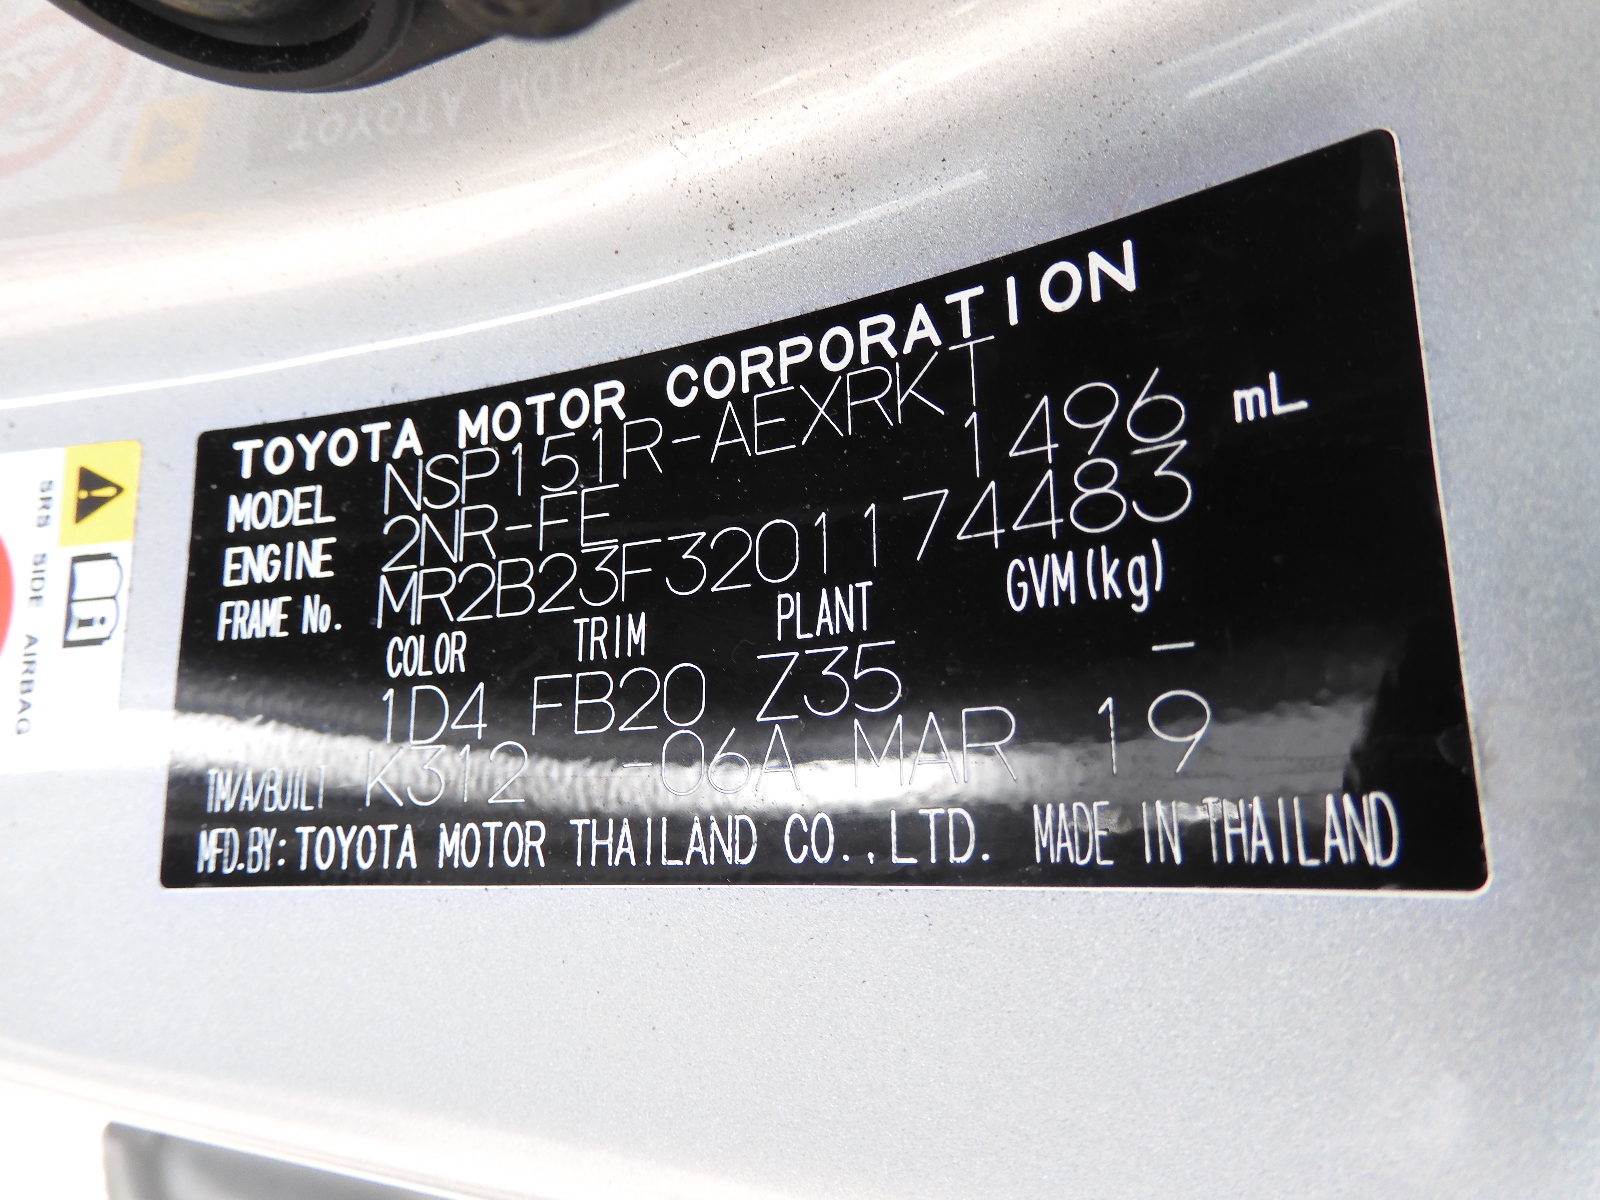 TOYOTA MOTOR CORPORATION
MODEL NSP151R-AEXRKT
ENGINE 2NR-FE 1496 mL
FRAME No. MR2B23F3201174483
COLOR TRIM PLANT GVM(kg)
1D4 FB20 Z35 –
TM/A/BUILT K312 -06A MAR 19
MFD.BY: TOYOTA MOTOR THAILAND CO.,LTD. MADE IN THAILAND
SRS SIDE AIRBAG